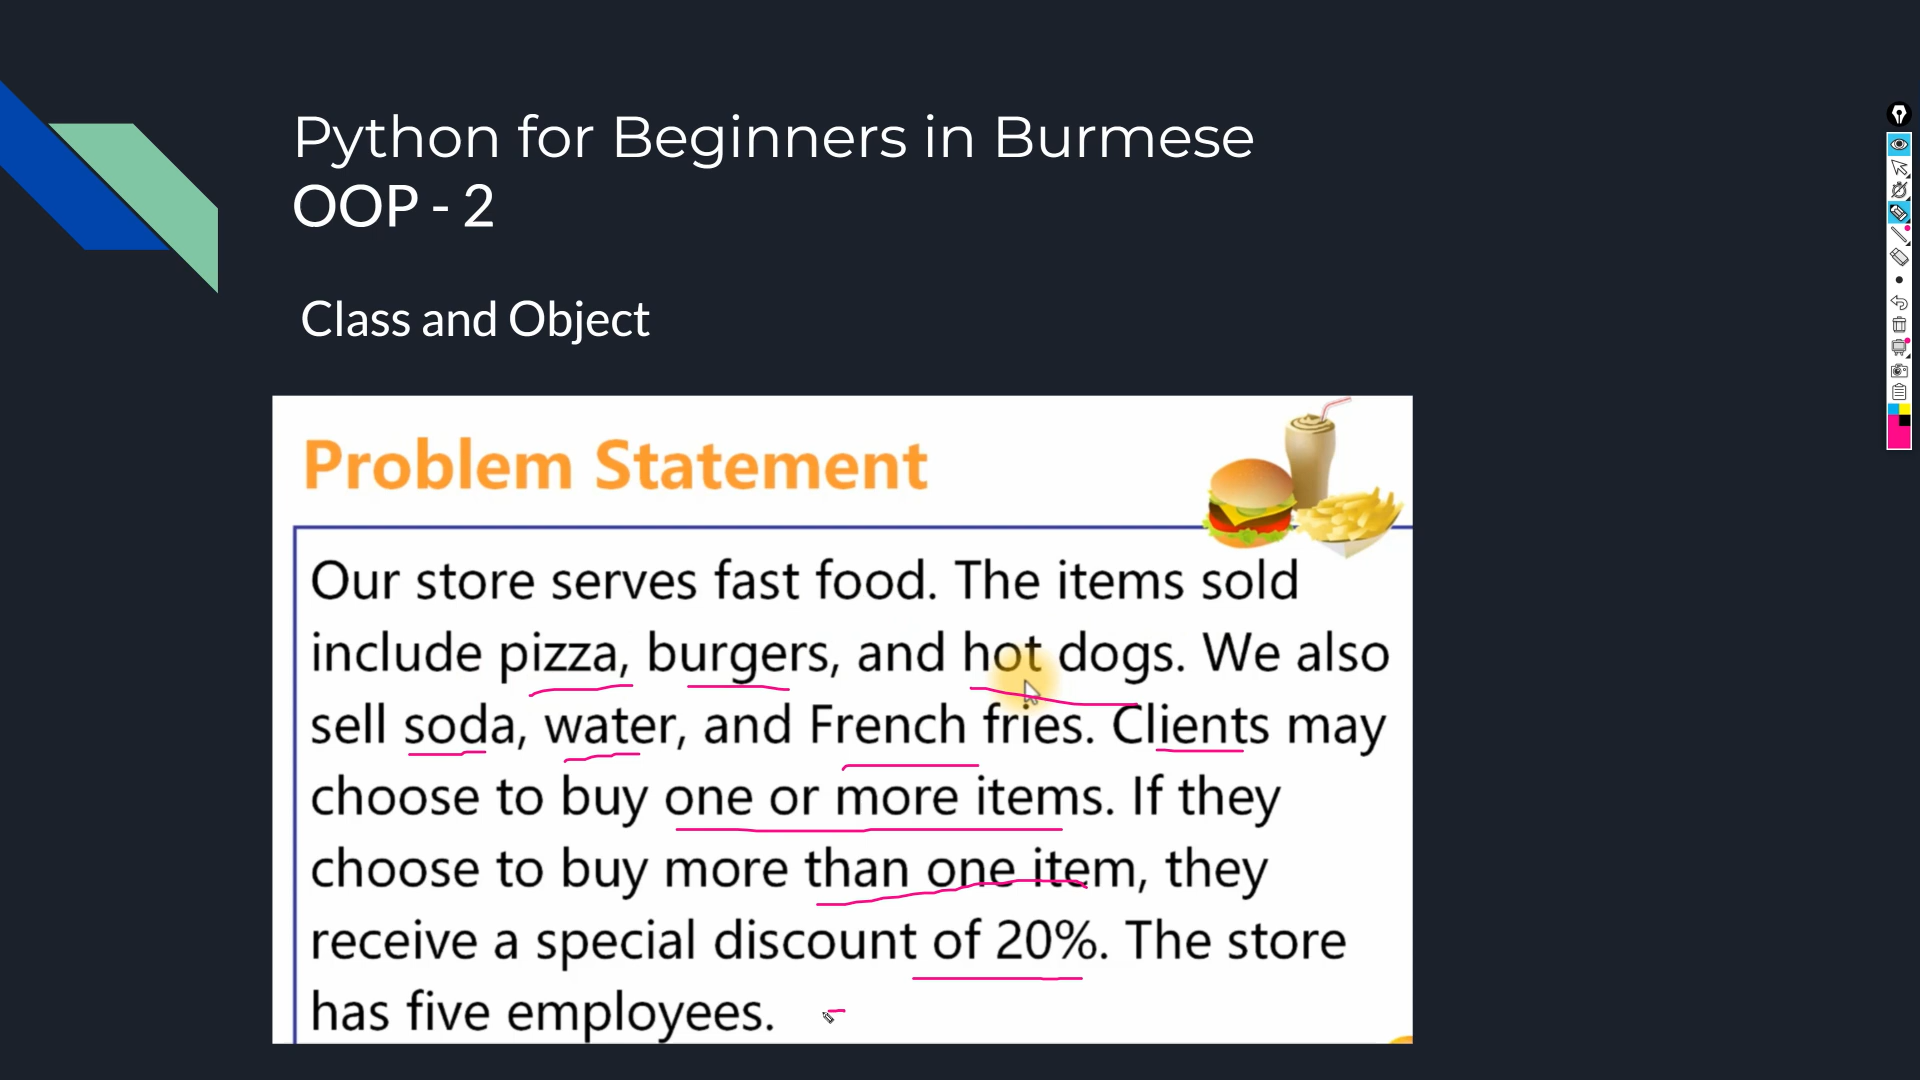 Python for Beginners in Burmese
OOP - 2
Class and Object
Problem Statement
Our store serves fast food. The items sold
include pizza, burgers, and hot dogs. We also
sell soda, water, and French fries. Clients may
choose to buy one or more items. If they
choose to buy more than one item, they
receive a special discount of 20%. The store
has five employees.